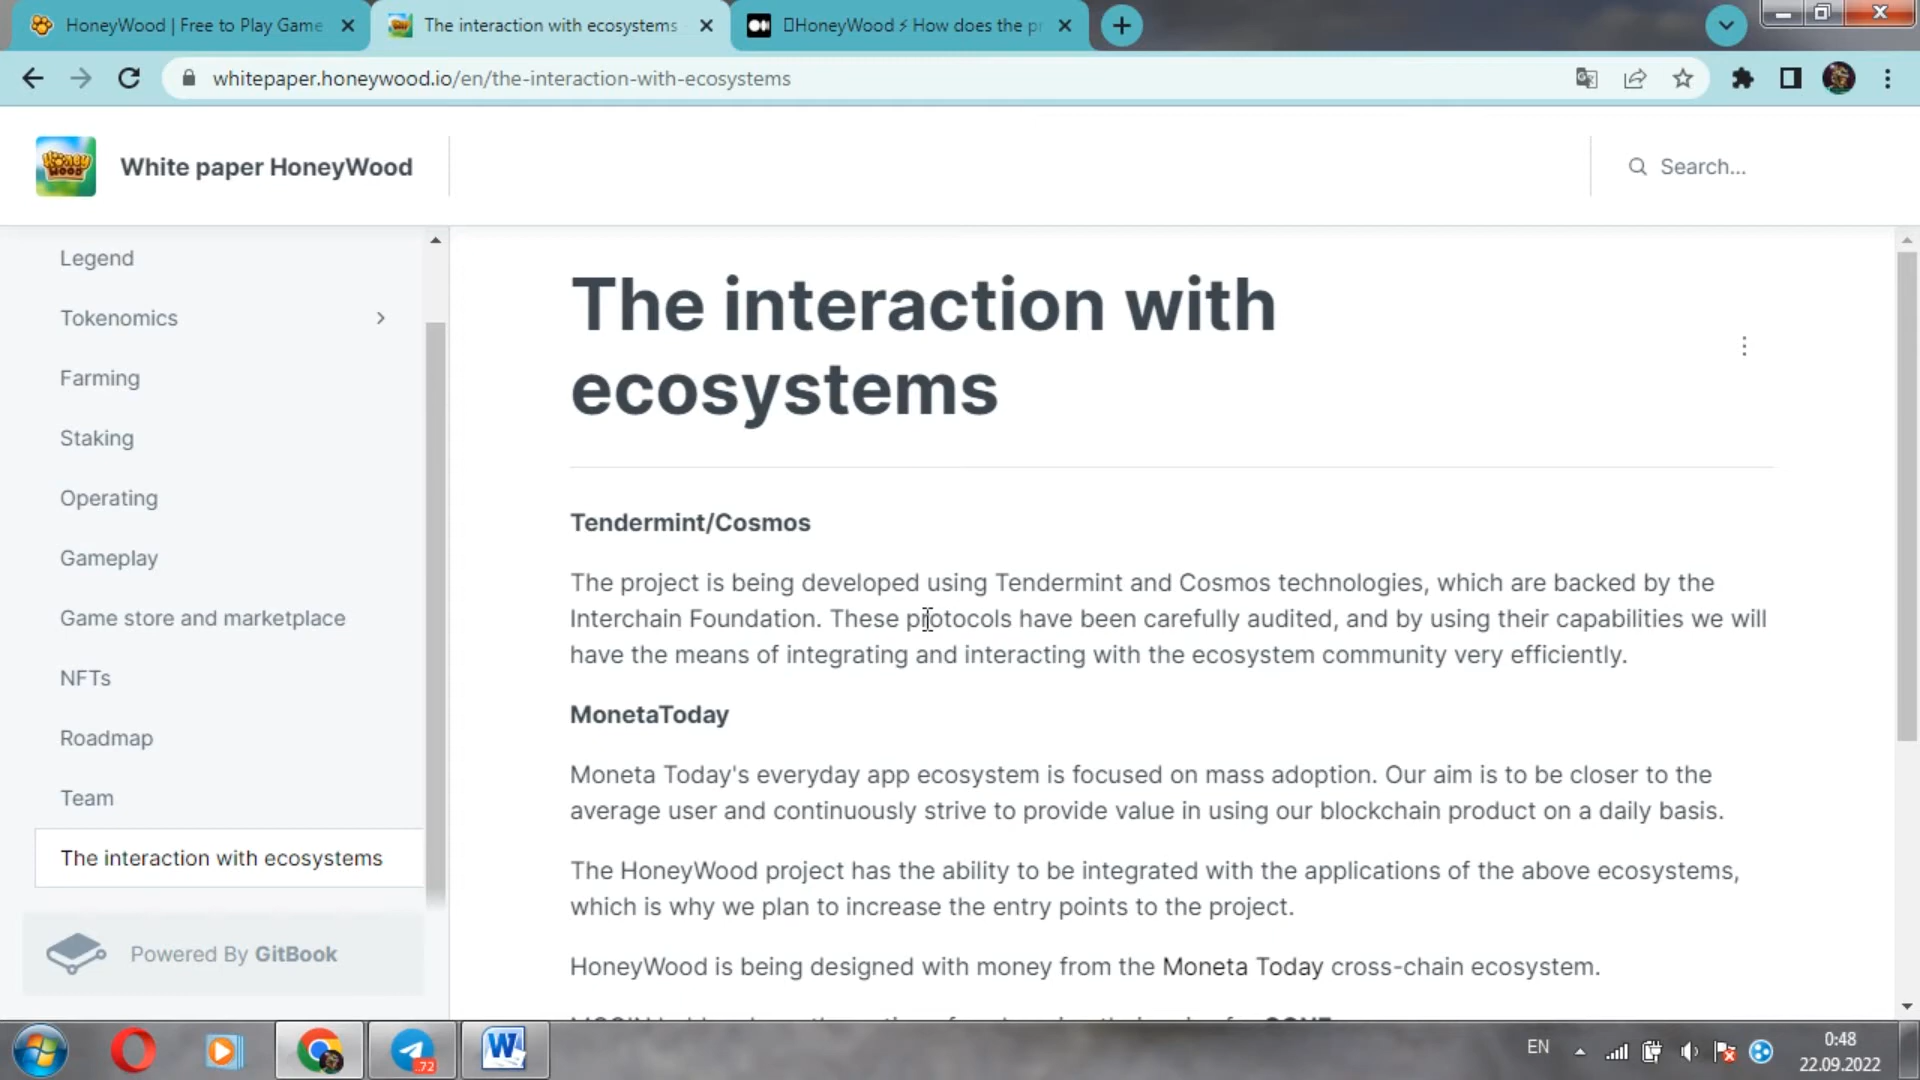 HoneyWood | Free to Play Game
The interaction with ecosystems
HoneyWood ⚡ How does the pr
whitepaper.honeywood.io/en/the-interaction-with-ecosystems
HONEY WOOD
White paper HoneyWood
Search...
Legend
Tokenomics
Farming
Staking
Operating
Gameplay
Game store and marketplace
NFTs
Roadmap
Team
The interaction with ecosystems
Powered By GitBook
The interaction with
ecosystems
Tendermint/Cosmos
The project is being developed using Tendermint and Cosmos technologies, which are backed by the
Interchain Foundation. These protocols have been carefully audited, and by using their capabilities we will
have the means of integrating and interacting with the ecosystem community very efficiently.
MonetaToday
Moneta Today's everyday app ecosystem is focused on mass adoption. Our aim is to be closer to the
average user and continuously strive to provide value in using our blockchain product on a daily basis.
The HoneyWood project has the ability to be integrated with the applications of the above ecosystems,
which is why we plan to increase the entry points to the project.
HoneyWood is being designed with money from the Moneta Today cross-chain ecosystem.
72
EN
0:48
22.09.2022